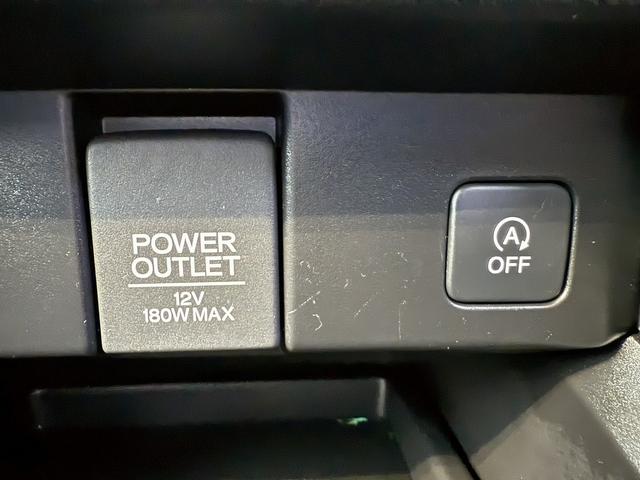 POWER
OUTLET
12V
180W MAX
A
OFF